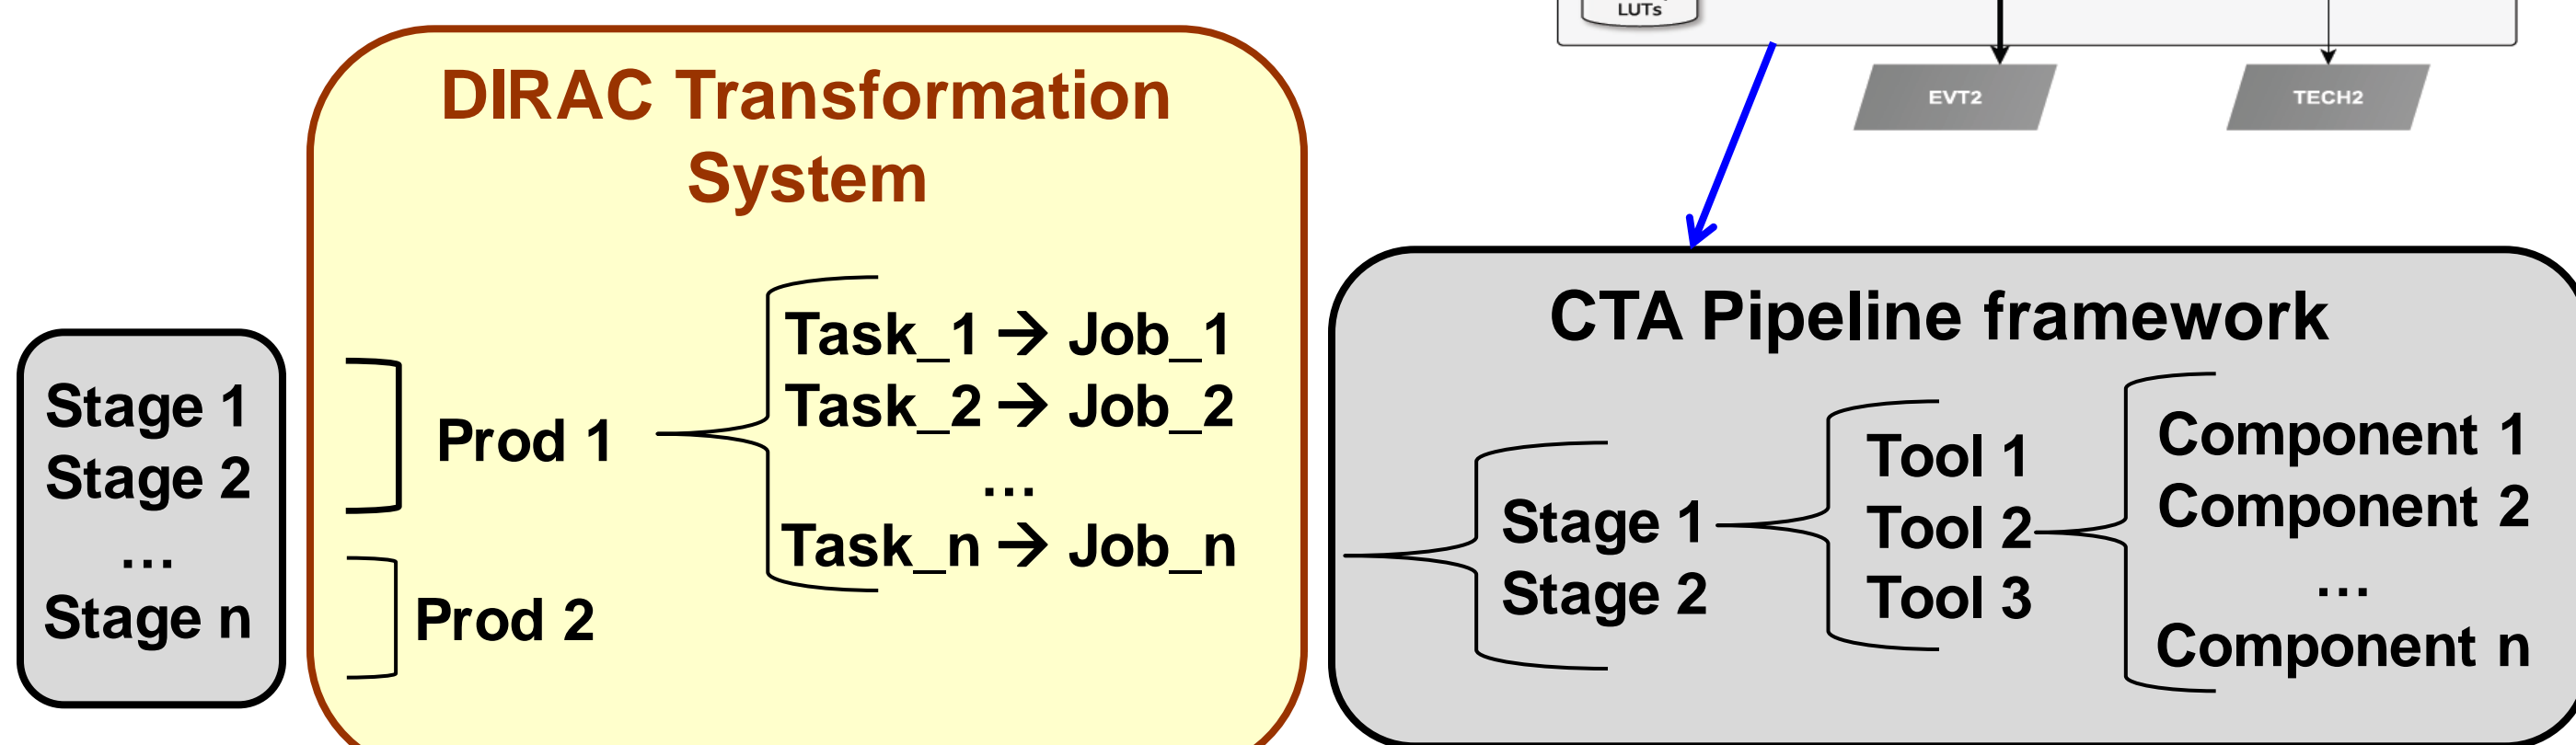 LUTs
EVT2
TECH2
DIRAC Transformation
System
Stage 1
Stage 2
...
Stage n
Prod 1
Prod 2
Task_1 → Job_1
Task_2 → Job_2
...
Task_n → Job_n
CTA Pipeline framework
Stage 1
Stage 2
Tool 1
Tool 2
Tool 3
Component 1
Component 2
...
Component n